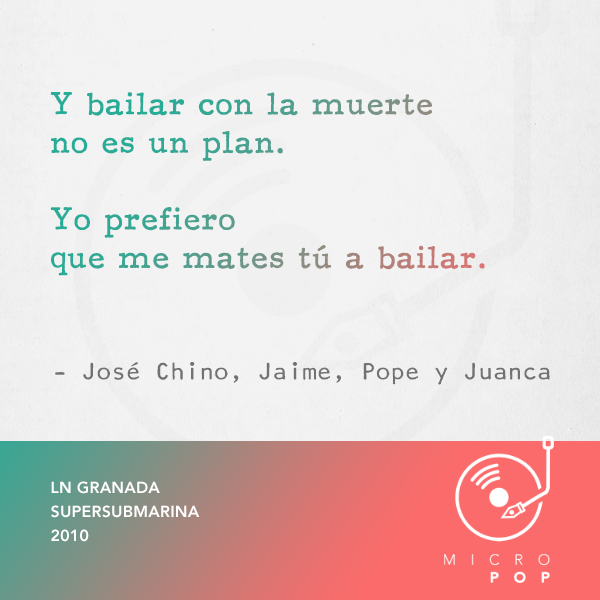 Y bailar con la muerte
no es un plan.
Yo prefiero
que me mates tú a bailar.
- José Chino, Jaime, Pope y Juanca
LN GRANADA
SUPERSUBMARINA
2010
MICRO
POP